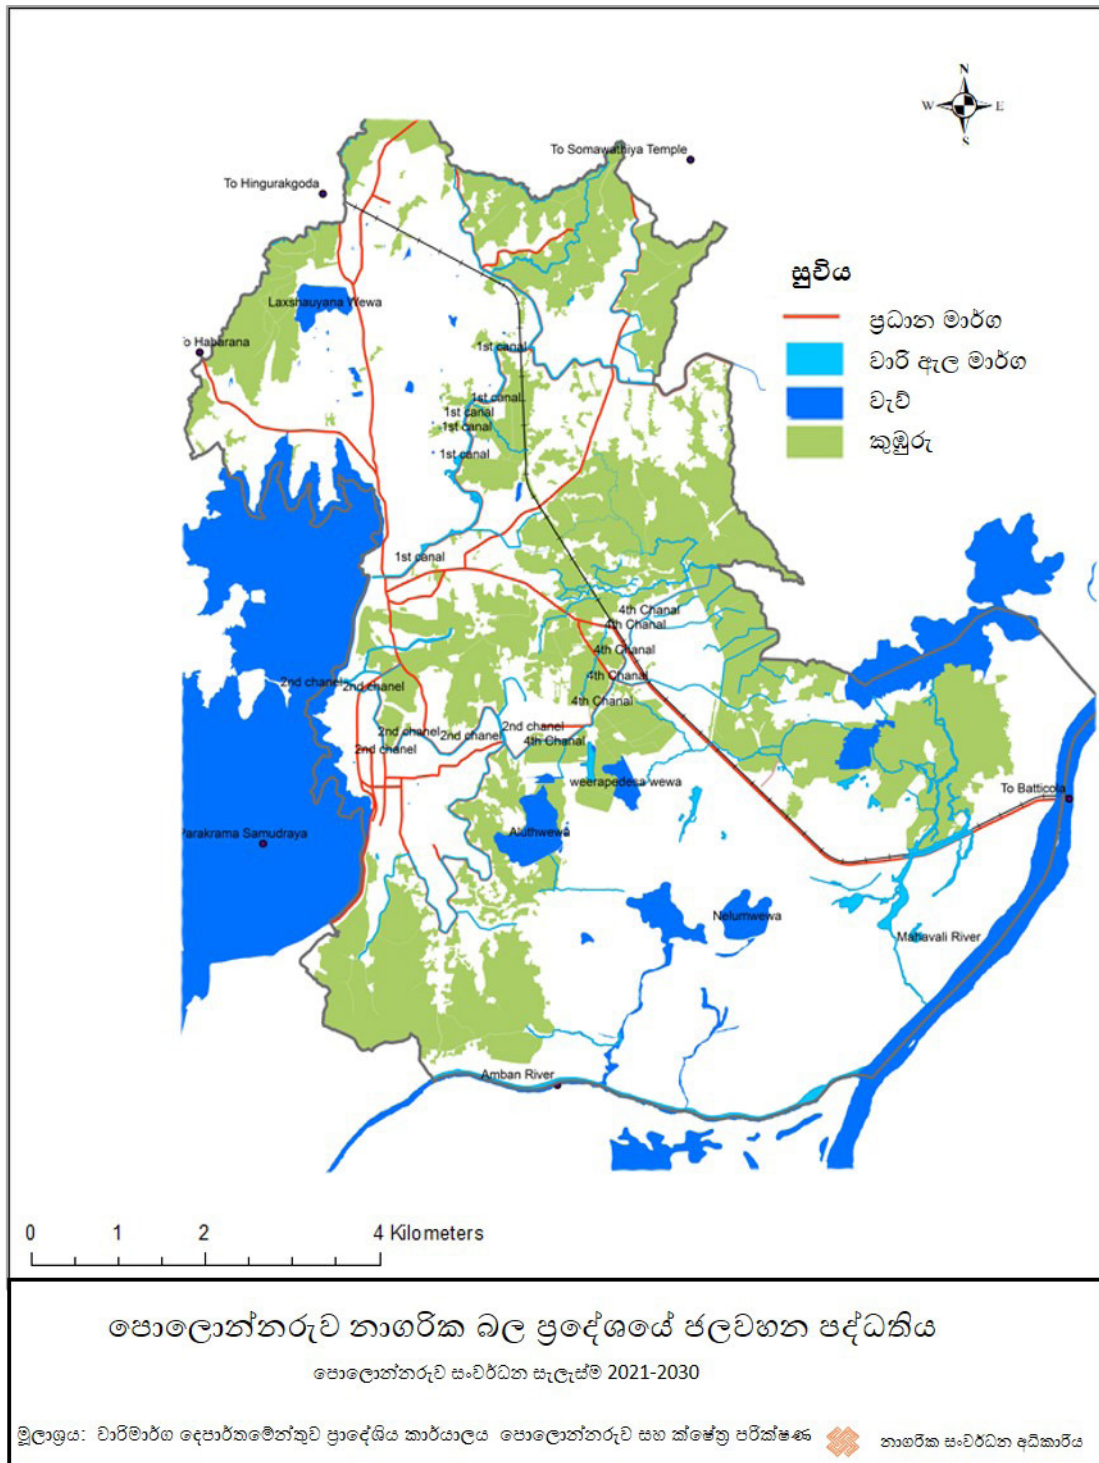 N
W E
S
To Somawathiya Temple
To Hingurakgoda
සුචිය
ප්‍රධාන මාර්ග
වාරි ඇල මාර්ග
වැව්
කුඹුරු
Laxshauyana Wewa
To Habarana
1st canal
1st canal
1st canal
1st canal
1st canal
1st canal
4th Chanal
4th Chanal
4th Chanal
4th Chanal
4th Chanal
2nd chanel
2nd chanel
2nd chanel
2nd chanel
2nd chanel
2nd chanel
4th Chanal
weerapedesa wewa
To Batticola
Parakrama Samudraya
Aluthwewa
Nelumwewa
Mahavali River
Amban River
0 1 2 4 Kilometers
පොලොන්නරුව නාගරික බල ප්‍රදේශයේ ජලවහන පද්ධතිය
පොලොන්නරුව සංවර්ධන සැලැස්ම 2021-2030
මූලාශ්‍රය: වාරිමාර්ග දෙපාර්තමේන්තුව ප්‍රාදේශිය කාර්යාලය පොලොන්නරුව සහ ක්ෂේත්‍ර පරික්ෂණ
නාගරික සංවර්ධන අධිකාරිය